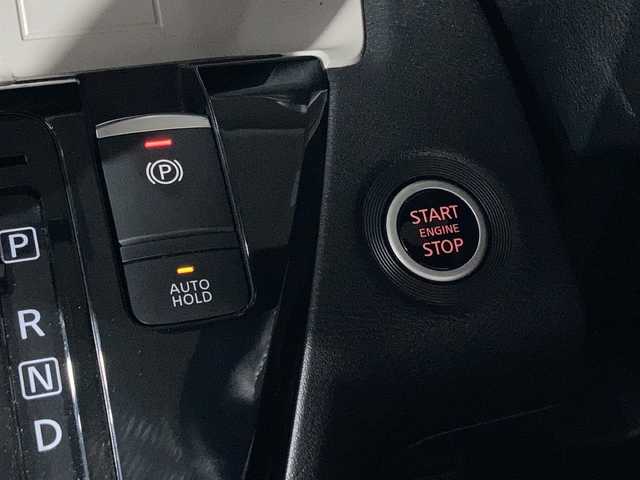 P
AUTO
HOLD
START
ENGINE
STOP
P
R
N
D